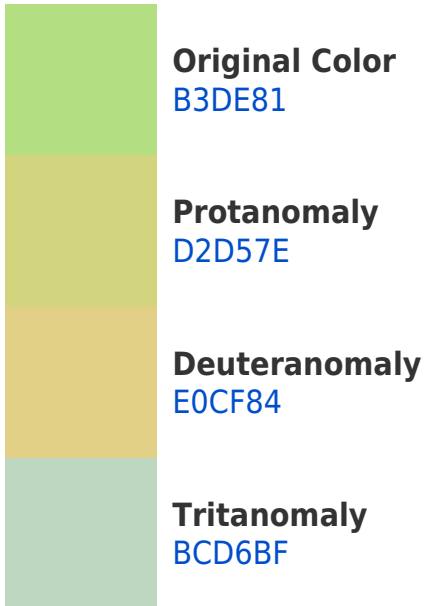 Original Color
B3DE81
Protanomaly
D2D57E
Deuteranomaly
E0CF84
Tritanomaly
BCD6BF